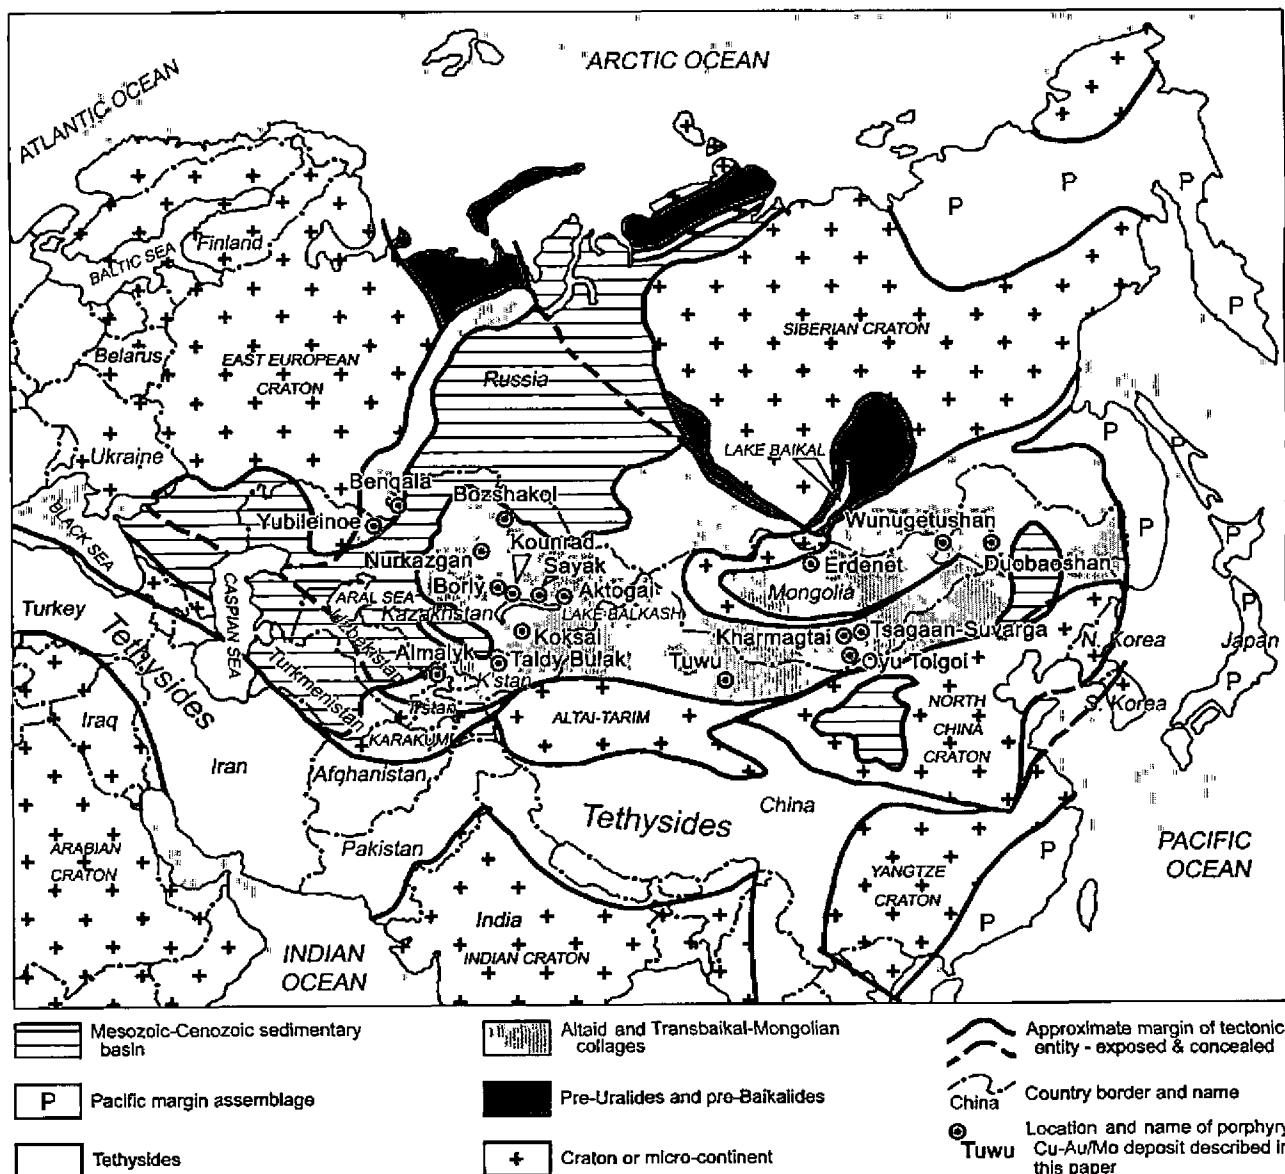 ARCTIC OCEAN
ATLANTIC OCEAN
Finland
BALTIC SEA
SIBERIAN CRATON
Belarus
EAST EUROPEAN
CRATON
Russia
LAKE BAIKAL
Ukraine
Benqala
Bozshakol
Wunugetushan
Yubileinoe
BLACK SEA
Kounrad
Nurkazgan
Sayak
Erdenet
Duobaoshan
CASPIAN SEA
Borly
Aktogai
Mongolia
ARAL SEA
Kazakhstan
LAKE BALKASH
Turkey
Tethysides
Uzbekistan
Koksai
Kharmagtai
Tsagaan-Suvarga
N. Korea
Japan
Almalyk
Taldy Bulak
Tuwu
Oyu Tolgoi
Turkmenistan
K'stan
T'stan
S. Korea
Iraq
ALTAI-TARIM
NORTH
CHINA
CRATON
KARAKUM
Iran
Afghanistan
China
Tethysides
Pakistan
ARABIAN
CRATON
PACIFIC
OCEAN
YANGTZE
CRATON
India
INDIAN CRATON
INDIAN
OCEAN
P
P
P
P
P
P
P
P
P
P
P
Mesozoic-Cenozoic sedimentary
basin
Altaid and Transbaikal-Mongolian
collages
Approximate margin of tectonic
entity - exposed & concealed
P
Pacific margin assemblage
Pre-Uralides and pre-Baikalides
China
Country border and name
Tethysides
Craton or micro-continent
Tuwu
Location and name of porphyry
Cu-Au/Mo deposit described in
this paper